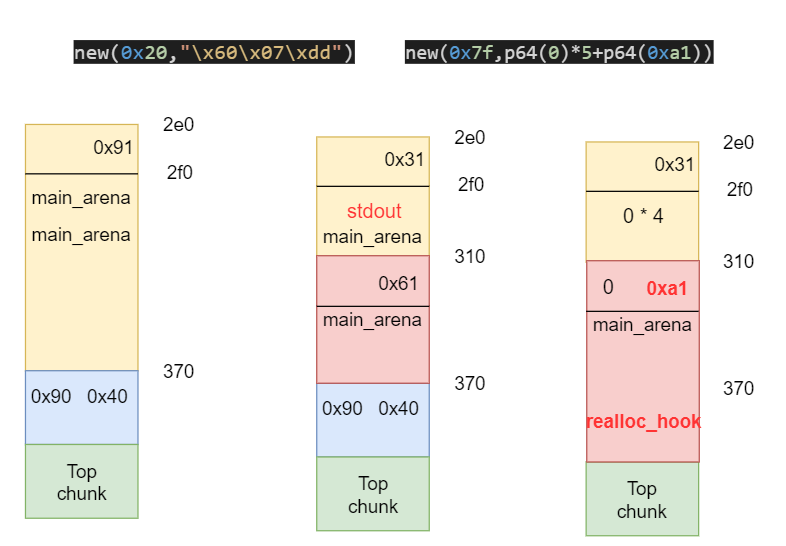 new(0x20,"\x60\x07\xdd")
new(0x7f,p64(0)*5+p64(0xa1))
0x91
2e0
2f0
main_arena
main_arena
370
0x90 0x40
Top
chunk
2e0
0x31
2f0
stdout
main_arena
310
0x61
main_arena
370
0x90 0x40
Top
chunk
2e0
0x31
2f0
0 * 4
310
0 0xa1
main_arena
370
realloc_hook
Top
chunk